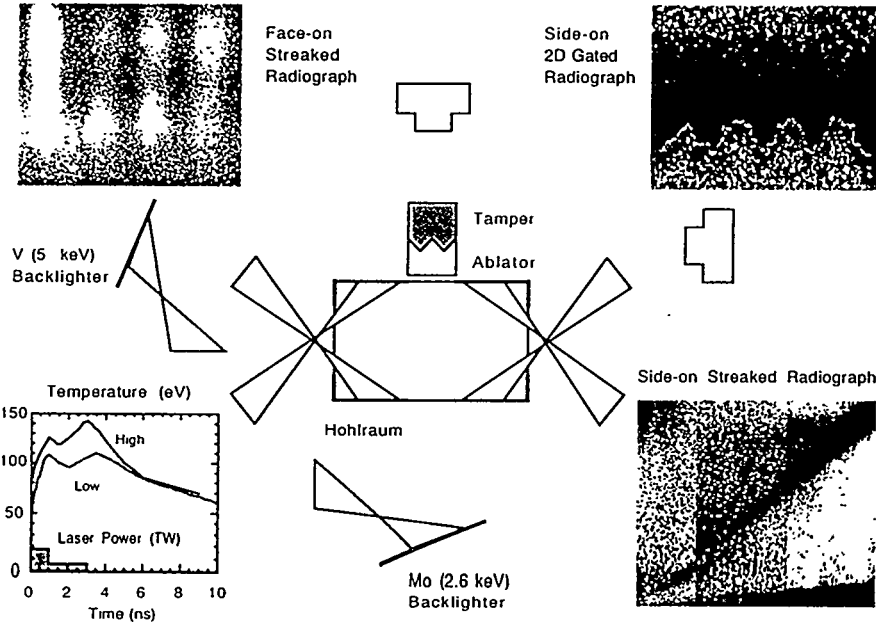 Face-on
Streaked
Radiograph
Side-on
2D Gated
Radiograph
Tamper
Ablator
V (5 keV)
Backlighter
Side-on Streaked Radiograph
Temperature (eV)
150
High
100
Low
50
Laser Power (TW)
0
0 2 4 6 8 10
Time (ns)
Hohlraum
Mo (2.6 keV)
Backlighter